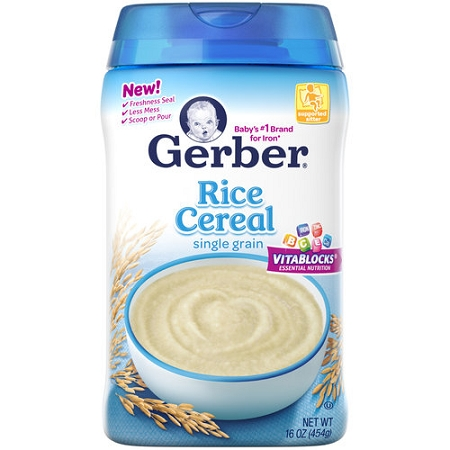 New!
✓ Freshness Seal
✓ Less Mess
✓ Scoop or Pour
supported
sitter
Baby's #1 Brand
for Iron*
Gerber®
Rice
Cereal
single grain
B C E
VITABLOCKS®
ESSENTIAL NUTRITION
NET WT
16 OZ (454g)